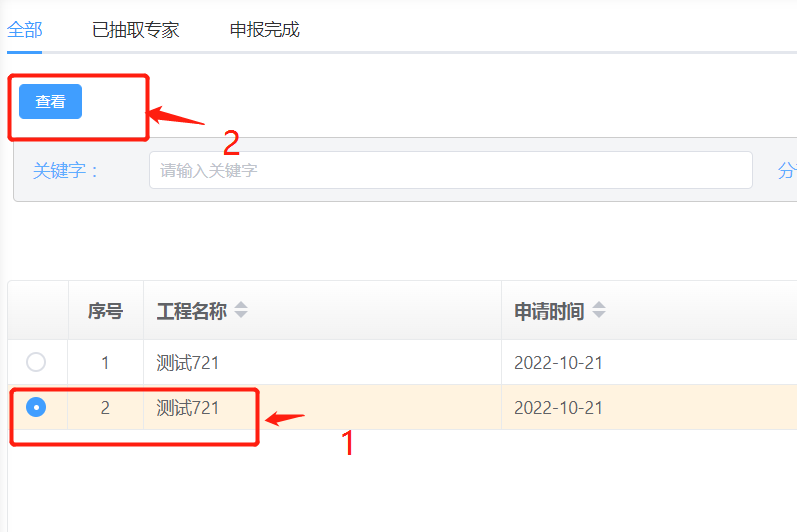 全部 已抽取专家 申报完成
查看
2
关键字： 请输入关键字
序号 工程名称 申请时间
1 测试721 2022-10-21
2 测试721 2022-10-21
1